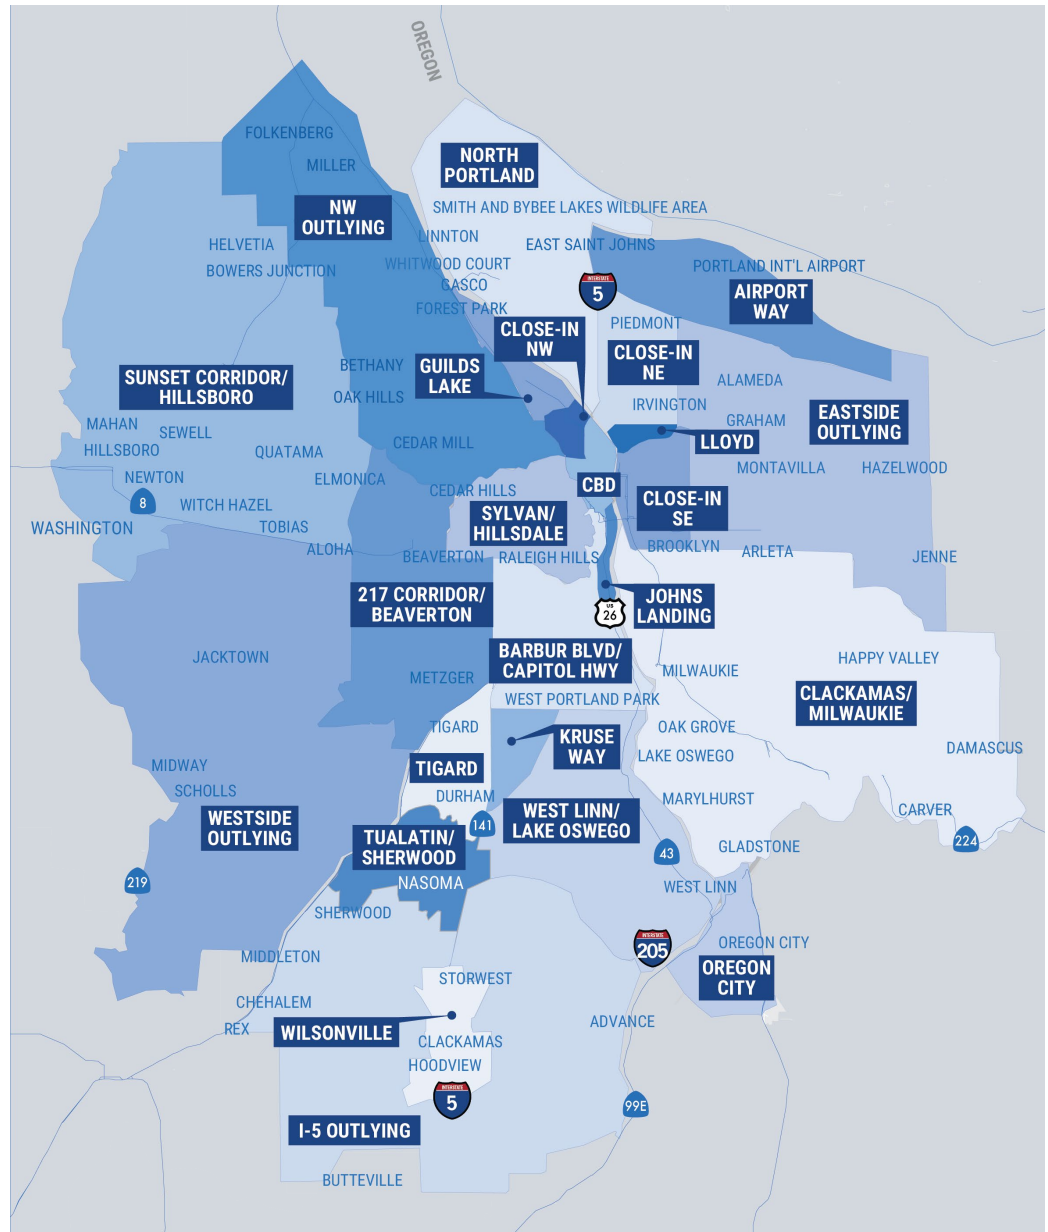 OREGON
FOLKENBERG
MILLER
NORTH
PORTLAND
NW
OUTLYING
SMITH AND BYBEE LAKES WILDLIFE AREA
LINNTON
EAST SAINT JOHNS
HELVETIA
BOWERS JUNCTION
WHITWOOD COURT
GASCO
PORTLAND INT'L AIRPORT
INTERSTATE
5
AIRPORT
WAY
FOREST PARK
PIEDMONT
CLOSE-IN
NW
CLOSE-IN
NE
BETHANY
GUILDS
LAKE
SUNSET CORRIDOR/
HILLSBORO
ALAMEDA
OAK HILLS
IRVINGTON
EASTSIDE
OUTLYING
MAHAN
SEWELL
GRAHAM
HILLSBORO
CEDAR MILL
LLOYD
QUATAMA
MONTAVILLA
HAZELWOOD
NEWTON
ELMONICA
CEDAR HILLS
CBD
8
WITCH HAZEL
SYLVAN/
HILLSDALE
CLOSE-IN
SE
WASHINGTON
TOBIAS
ALOHA
BEAVERTON
RALEIGH HILLS
BROOKLYN
ARLETA
JENNE
217 CORRIDOR/
BEAVERTON
JOHNS
LANDING
US
26
JACKTOWN
BARBUR BLVD/
CAPITOL HWY
HAPPY VALLEY
METZGER
MILWAUKIE
WEST PORTLAND PARK
CLACKAMAS/
MILWAUKIE
TIGARD
OAK GROVE
KRUSE
WAY
DAMASCUS
LAKE OSWEGO
MIDWAY
TIGARD
SCHOLLS
DURHAM
MARYLHURST
WESTSIDE
OUTLYING
WEST LINN/
LAKE OSWEGO
CARVER
141
TUALATIN/
SHERWOOD
224
43
GLADSTONE
219
NASOMA
WEST LINN
SHERWOOD
INTERSTATE
205
OREGON CITY
MIDDLETON
OREGON
CITY
STORWEST
CHEHALEM
REX
WILSONVILLE
ADVANCE
CLACKAMAS
HOODVIEW
INTERSTATE
5
99E
I-5 OUTLYING
BUTTEVILLE